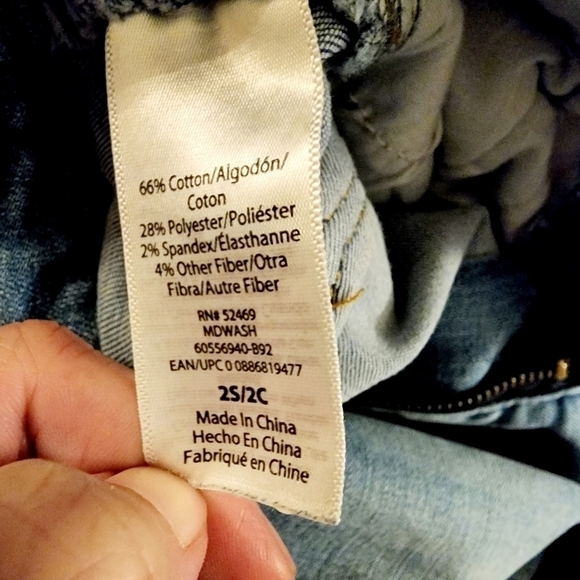 66% Cotton/Algodón/
Coton
28% Polyester/Poliéster
2% Spandex/Élasthanne
4% Other Fiber/Otra
Fibra/Autre Fiber
RN# 52469
MDWASH
60556940-B92
EAN/UPC 0 0886819477
2S/2C
Made In China
Hecho En China
Fabriqué en Chine